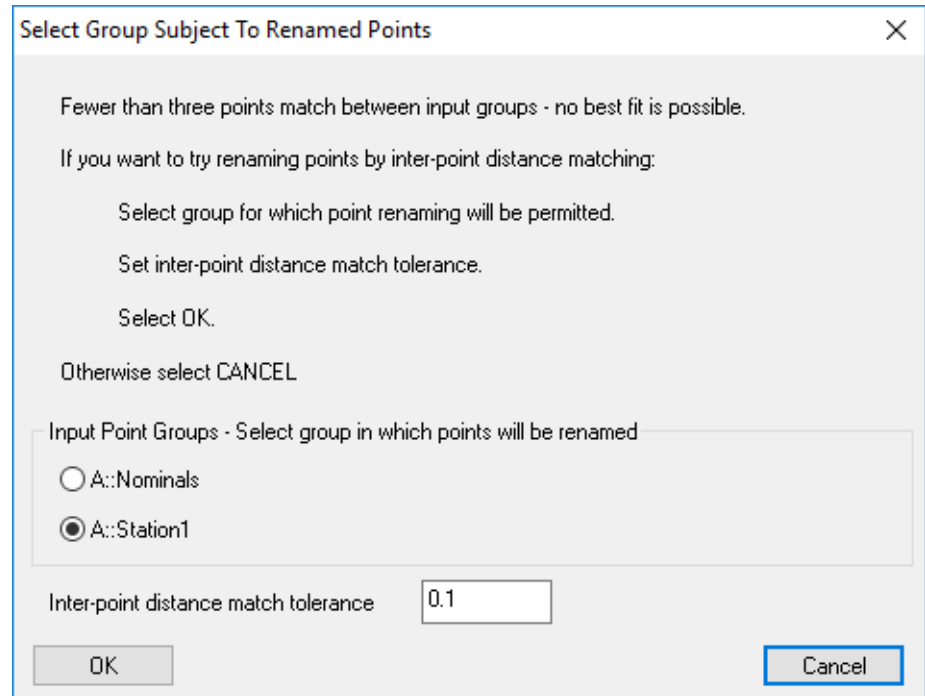 Select Group Subject To Renamed Points
Fewer than three points match between input groups - no best fit is possible.
If you want to try renaming points by inter-point distance matching:
Select group for which point renaming will be permitted.
Set inter-point distance match tolerance.
Select OK.
Otherwise select CANCEL
Input Point Groups - Select group in which points will be renamed
A::Nominals
A::Station1
Inter-point distance match tolerance 0.1
OK Cancel